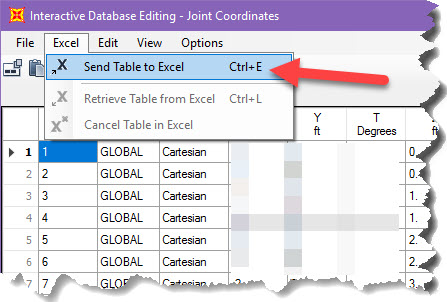 Interactive Database Editing - Joint Coordinates
File Excel Edit View Options
Send Table to Excel Ctrl+E
Retrieve Table from Excel Ctrl+L
Cancel Table in Excel
Y T
ft Degrees ft
1 1 GLOBAL Cartesian 0.
2 2 GLOBAL Cartesian 0.
3 3 GLOBAL Cartesian 1.
4 4 GLOBAL Cartesian 1.
5 5 GLOBAL Cartesian 2.
6 6 GLOBAL Cartesian 2.
7 7 GLOBAL Cartesian